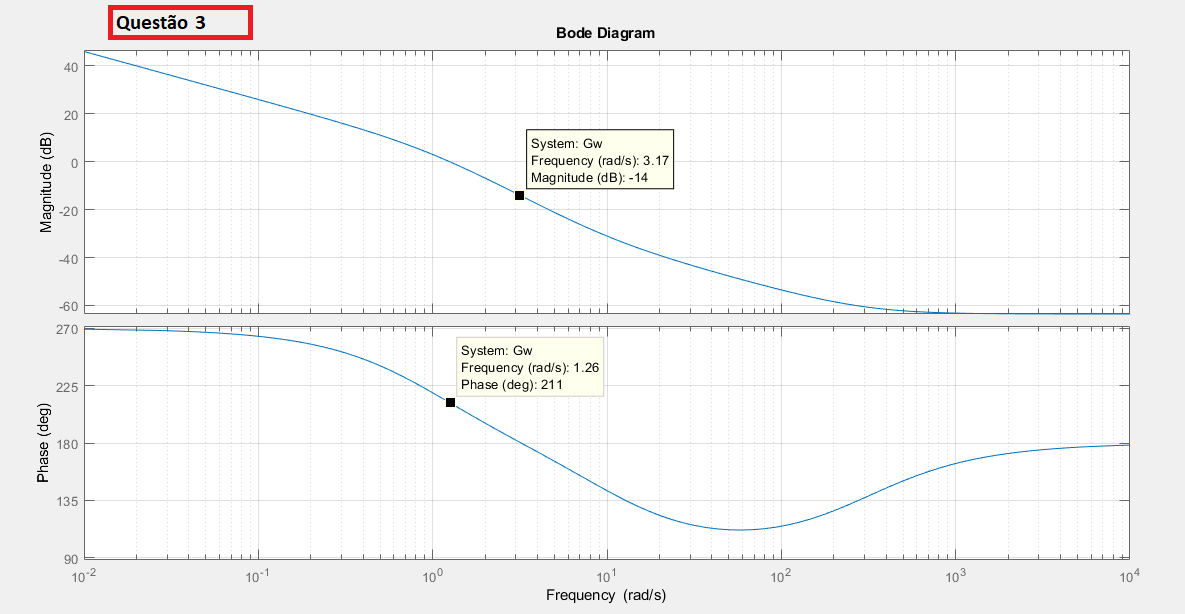 Questão 3
Bode Diagram
Magnitude (dB)
40
20
0
-20
-40
-60
System: Gw
Frequency (rad/s): 3.17
Magnitude (dB): -14
Phase (deg)
270
225
180
135
90
System: Gw
Frequency (rad/s): 1.26
Phase (deg): 211
10^-2 10^-1 10^0 10^1 10^2 10^3 10^4
Frequency (rad/s)